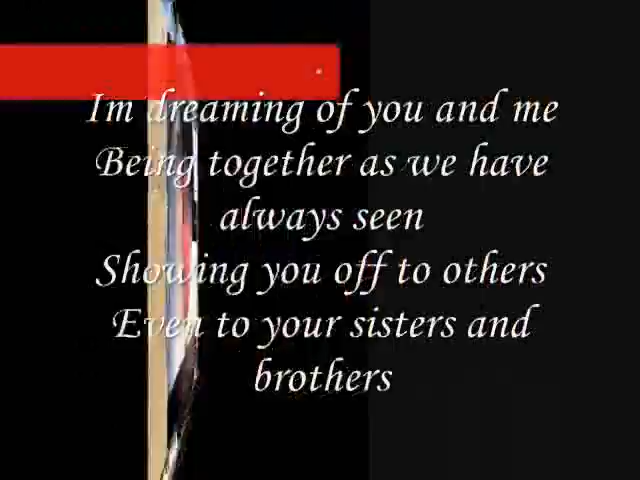 Im dreaming of you and me
Being together as we have
always seen
Showing you off to others
Even to your sisters and
brothers